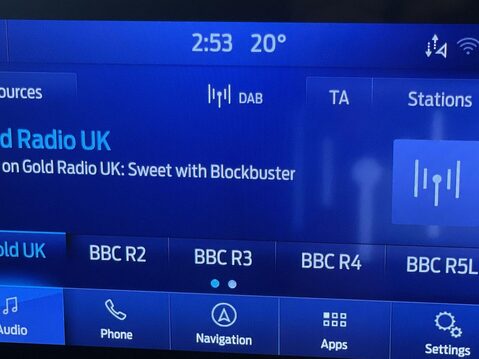 2:53 20°
ources DAB TA Stations
d Radio UK
on Gold Radio UK: Sweet with Blockbuster
old UK BBC R2 BBC R3 BBC R4 BBC R5L
Audio Phone Navigation Apps Settings